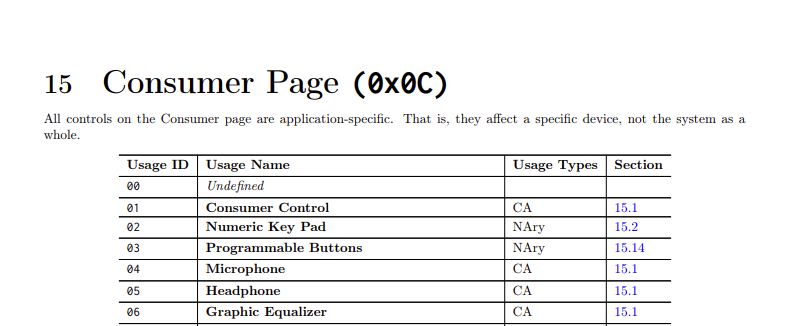 15 Consumer Page (0x0C)
All controls on the Consumer page are application-specific. That is, they affect a specific device, not the system as a
whole.
Usage ID Usage Name Usage Types Section
00 Undefined
01 Consumer Control CA 15.1
02 Numeric Key Pad NAry 15.2
03 Programmable Buttons NAry 15.14
04 Microphone CA 15.1
05 Headphone CA 15.1
06 Graphic Equalizer CA 15.1